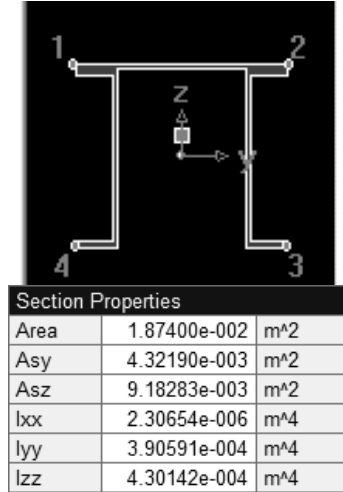 1 2
z
y
4 3
Section Properties
Area 1.87400e-002 m^2
Asy 4.32190e-003 m^2
Asz 9.18283e-003 m^2
Ixx 2.30654e-006 m^4
Iyy 3.90591e-004 m^4
Izz 4.30142e-004 m^4